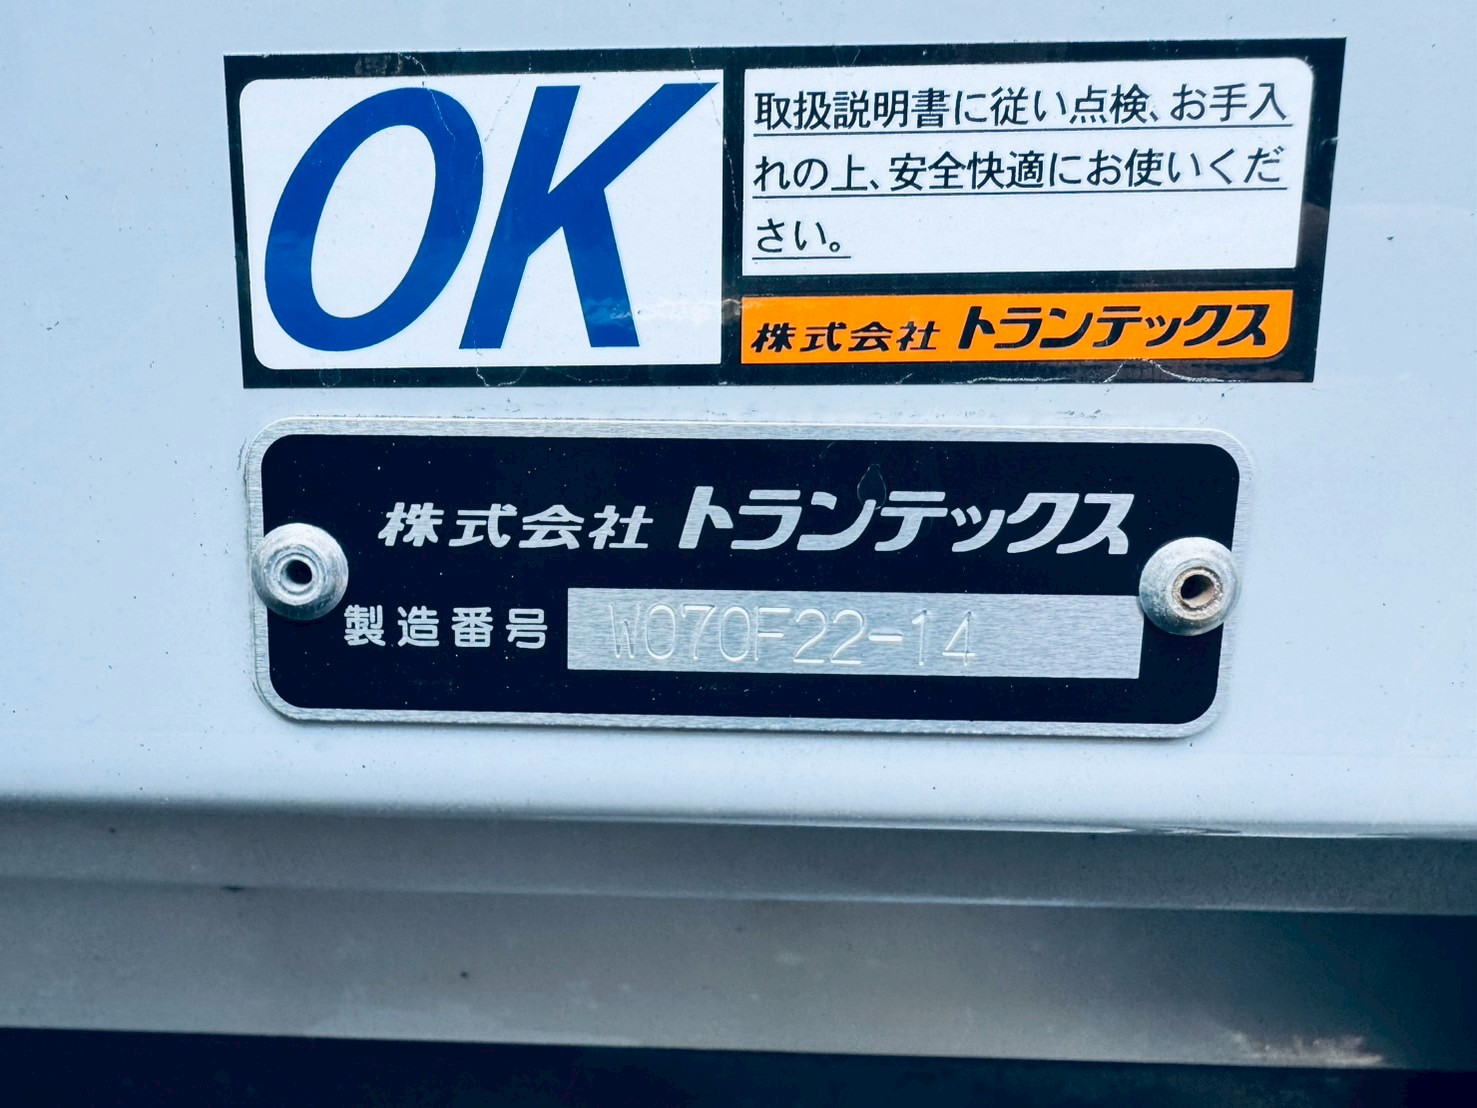 OK
取扱説明書に従い点検、お手入
れの上、安全快適にお使いくだ
さい。
株式会社 トランテックス
株式会社 トランテックス
製造番号 W070F22-14